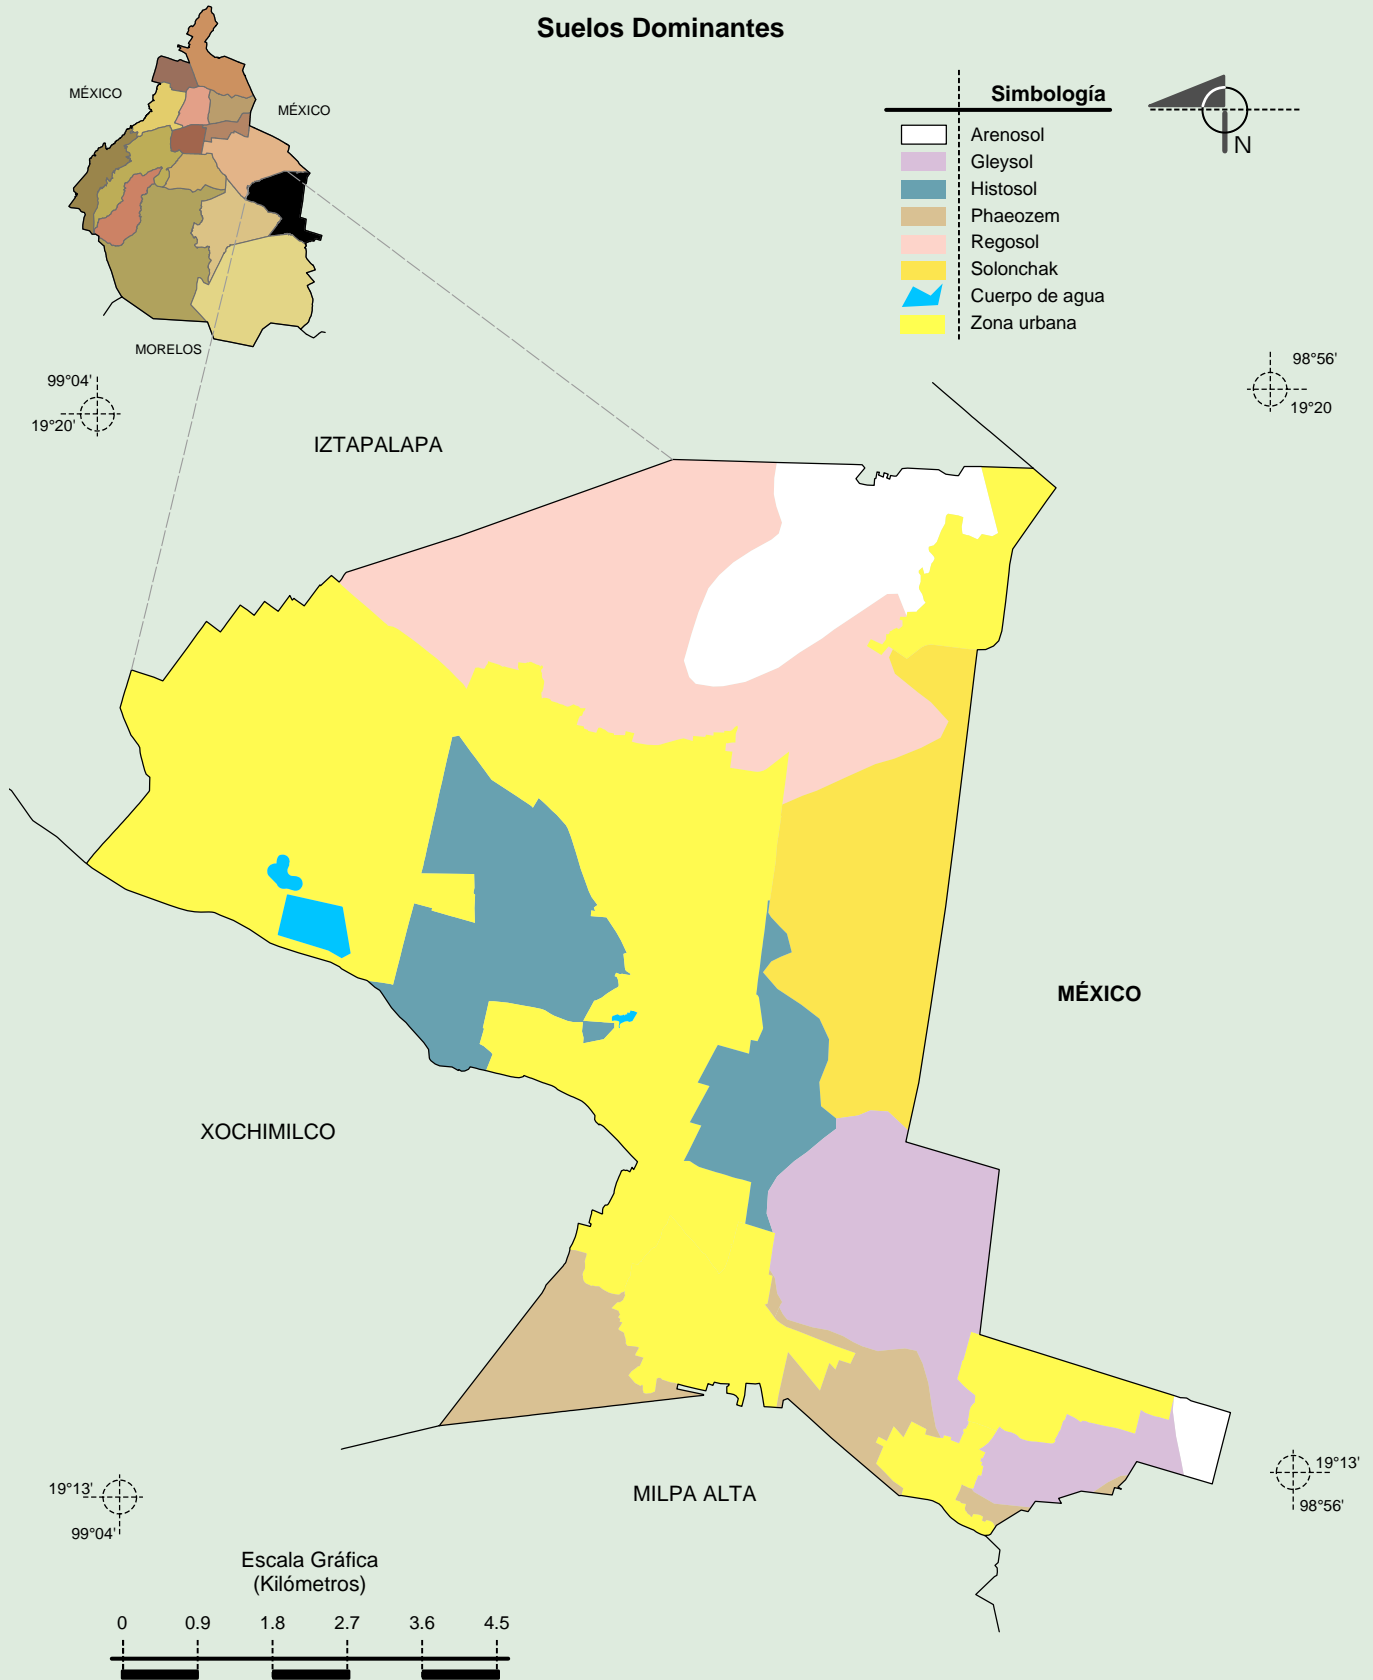 Suelos Dominantes
MÉXICO
MÉXICO
MORELOS
Simbología
Arenosol
Gleysol
Histosol
Phaeozem
Regosol
Solonchak
Cuerpo de agua
Zona urbana
N
99°04'
19°20'
98°56'
19°20
IZTAPALAPA
MÉXICO
XOCHIMILCO
MILPA ALTA
19°13'
99°04'
19°13'
98°56'
Escala Gráfica
(Kilómetros)
0 0.9 1.8 2.7 3.6 4.5